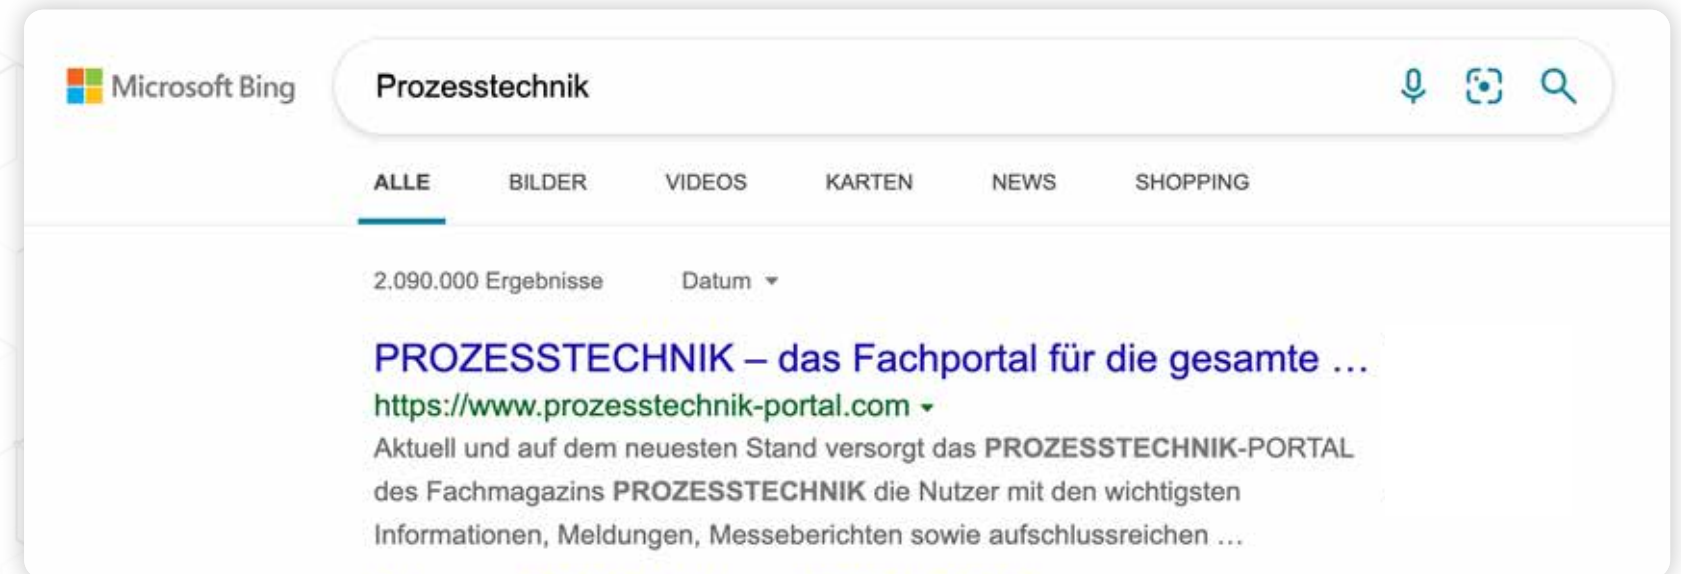 Microsoft Bing
Prozesstechnik
ALLE BILDER VIDEOS KARTEN NEWS SHOPPING
2.090.000 Ergebnisse Datum
PROZESSTECHNIK – das Fachportal für die gesamte ...
https://www.prozesstechnik-portal.com
Aktuell und auf dem neuesten Stand versorgt das PROZESSTECHNIK-PORTAL
des Fachmagazins PROZESSTECHNIK die Nutzer mit den wichtigsten
Informationen, Meldungen, Messeberichten sowie aufschlussreichen ...